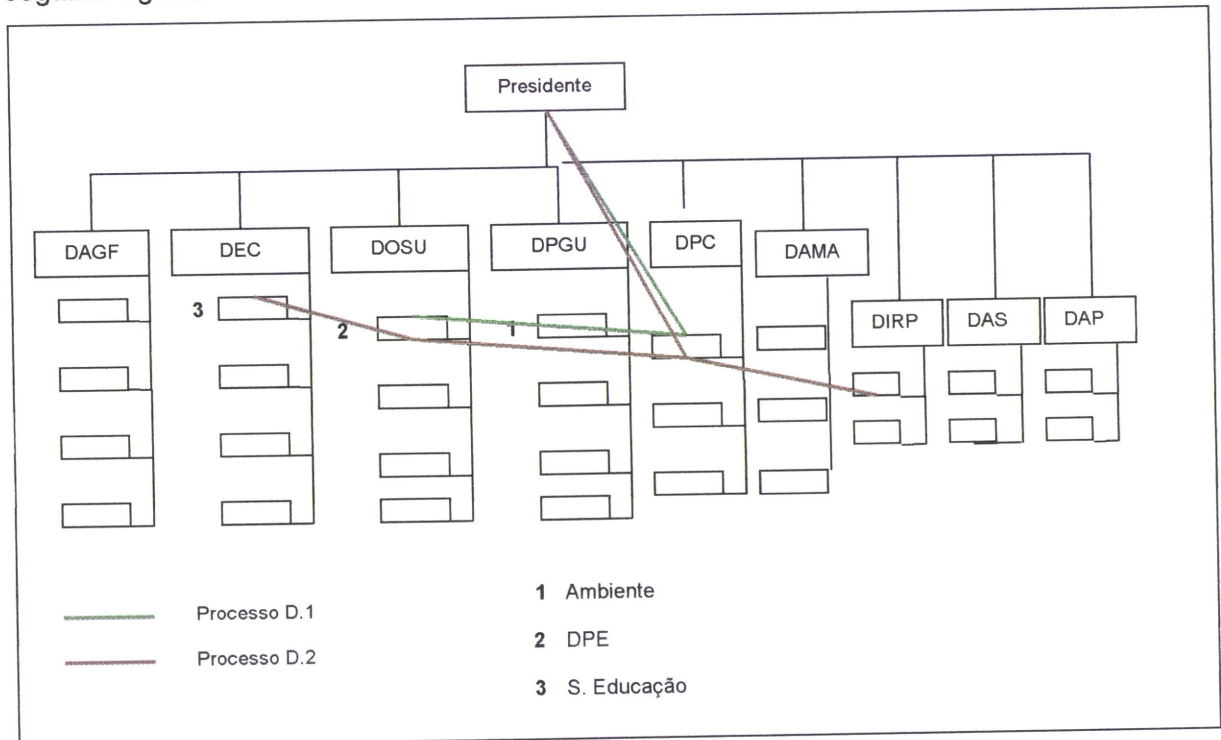 Presidente
DAGF
DEC
DOSU
DPGU
DPC
DAMA
DIRP
DAS
DAP
3
2
1
Processo D.1
Processo D.2
1 Ambiente
2 DPE
3 S. Educação